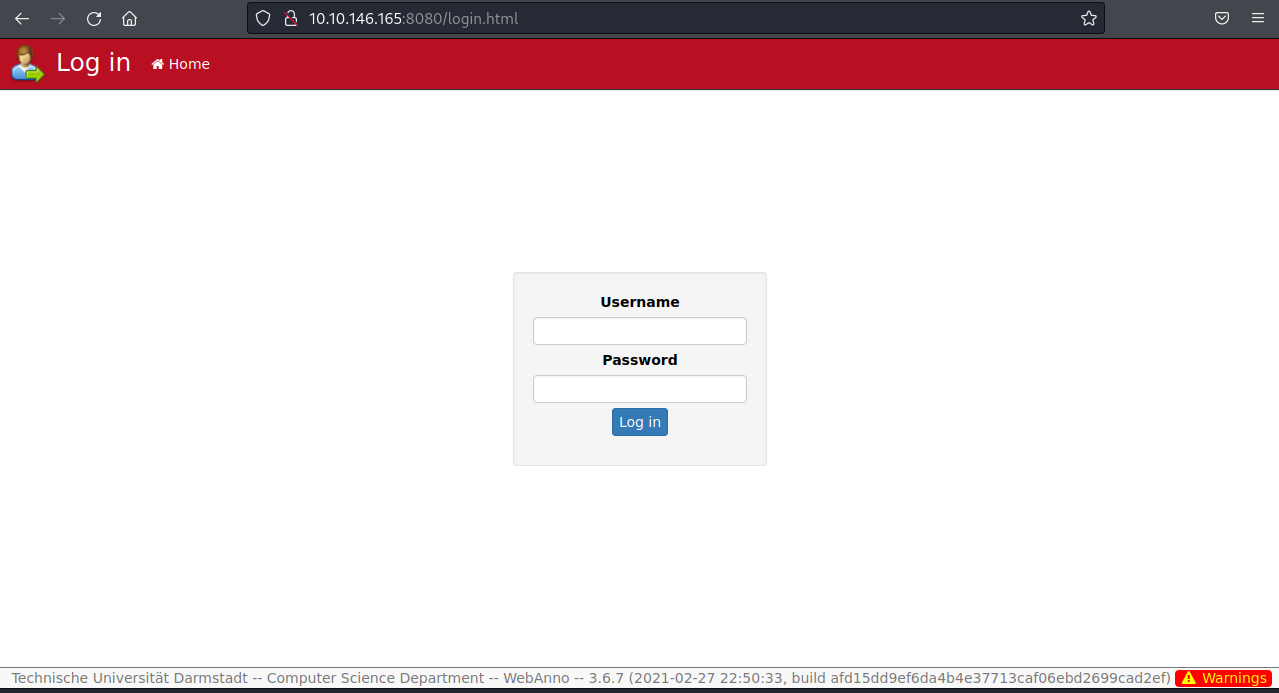 10.10.146.165:8080/login.html
Log in Home
Username
Password
Log in
Technische Universität Darmstadt -- Computer Science Department -- WebAnno -- 3.6.7 (2021-02-27 22:50:33, build afd15dd9ef6da4b4e37713caf06ebd2699cad2ef) Warnings